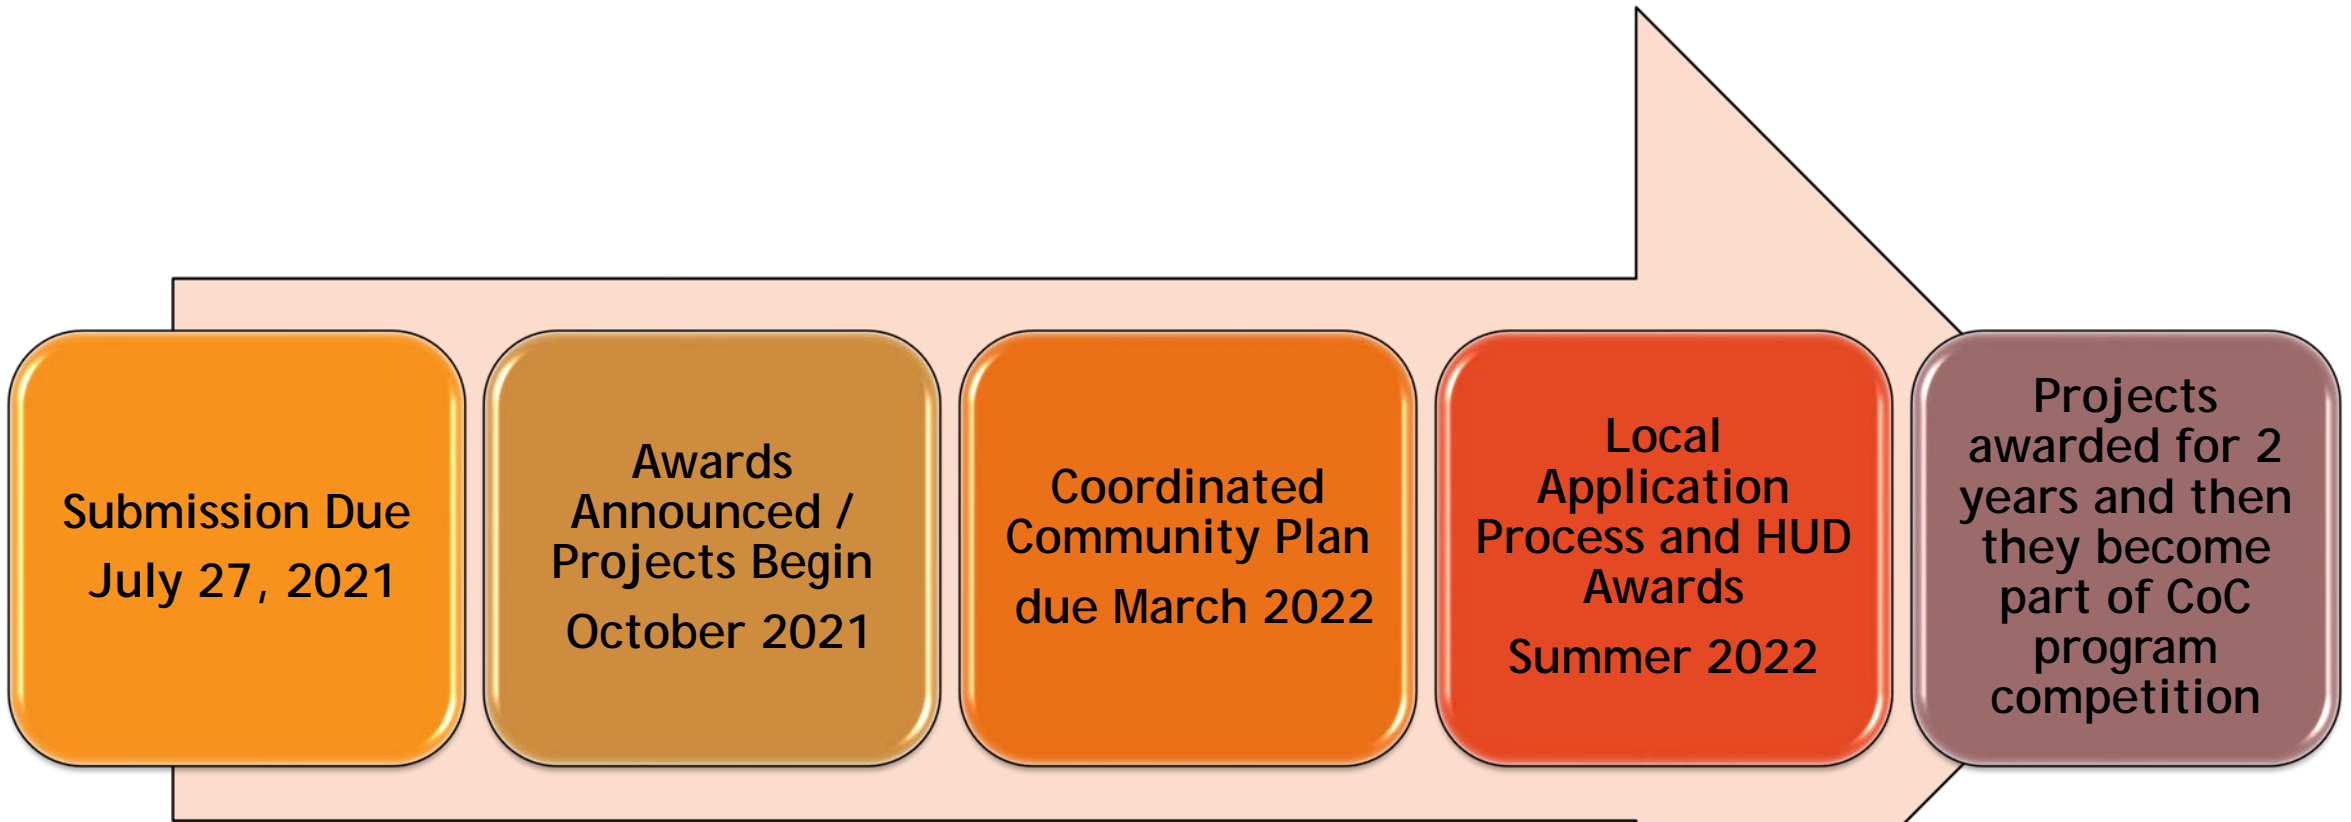 Submission Due
July 27, 2021
Awards
Announced /
Projects Begin
October 2021
Coordinated
Community Plan
due March 2022
Local
Application
Process and HUD
Awards
Summer 2022
Projects
awarded for 2
years and then
they become
part of CoC
program
competition